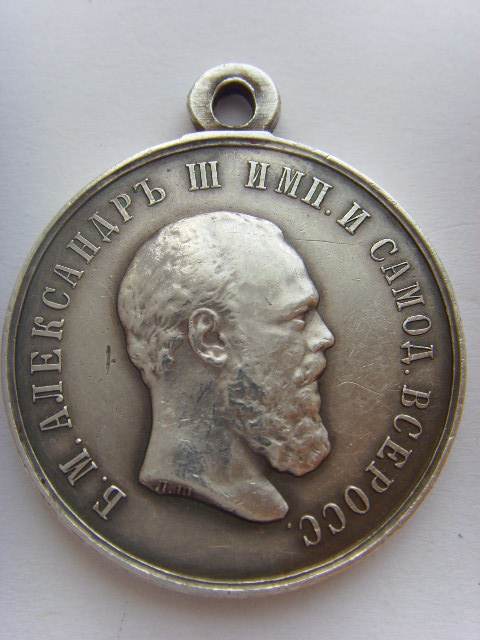 Б. М. АЛЕКСАНДРЪ III ИМП. И САМОД. ВСЕРОСС.